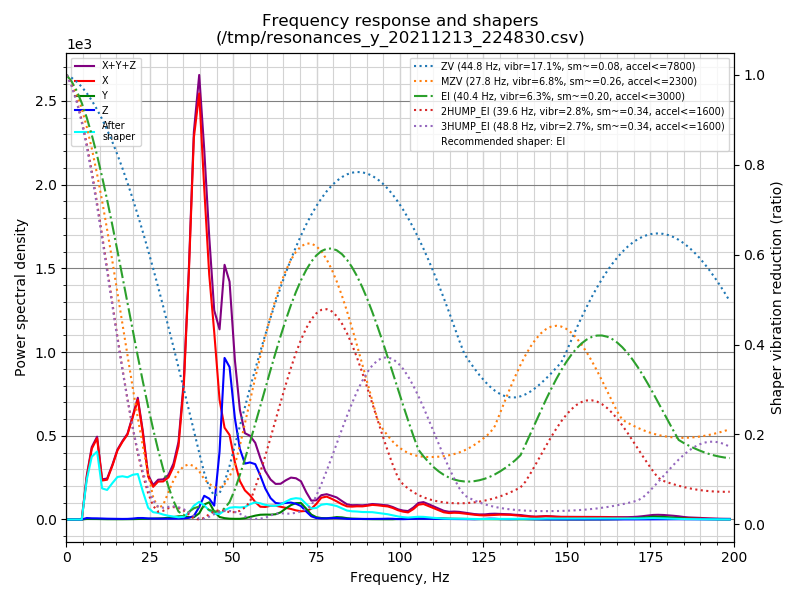 Frequency response and shapers
(/tmp/resonances_y_20211213_224830.csv)
1e3
X+Y+Z
X
Y
Z
After
shaper
ZV (44.8 Hz, vibr=17.1%, sm~=0.08, accel<=7800)
MZV (27.8 Hz, vibr=6.8%, sm~=0.26, accel<=2300)
EI (40.4 Hz, vibr=6.3%, sm~=0.20, accel<=3000)
2HUMP_EI (39.6 Hz, vibr=2.8%, sm~=0.34, accel<=1600)
3HUMP_EI (48.8 Hz, vibr=2.7%, sm~=0.34, accel<=1600)
Recommended shaper: EI
Power spectral density
2.5
2.0
1.5
1.0
0.5
0.0
1.0
0.8
0.6
0.4
0.2
0.0
Shaper vibration reduction (ratio)
0 25 50 75 100 125 150 175 200
Frequency, Hz